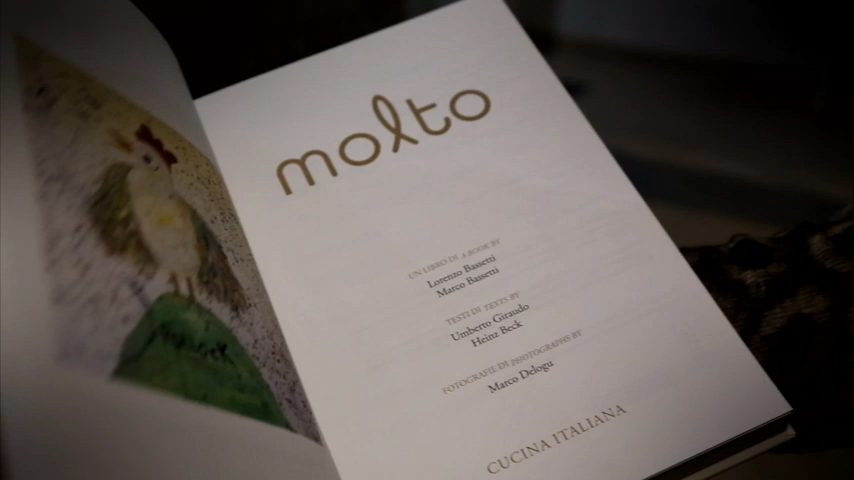 molto
UN LIBRO DI A BOOK BY
Lorenzo Bassetti
Marco Bassetti
TESTI DI TEXTS BY
Umberto Giraudo
Heinz Beck
FOTOGRAFIE DI PHOTOGRAPHS BY
Marco Delogu
CUCINA ITALIANA